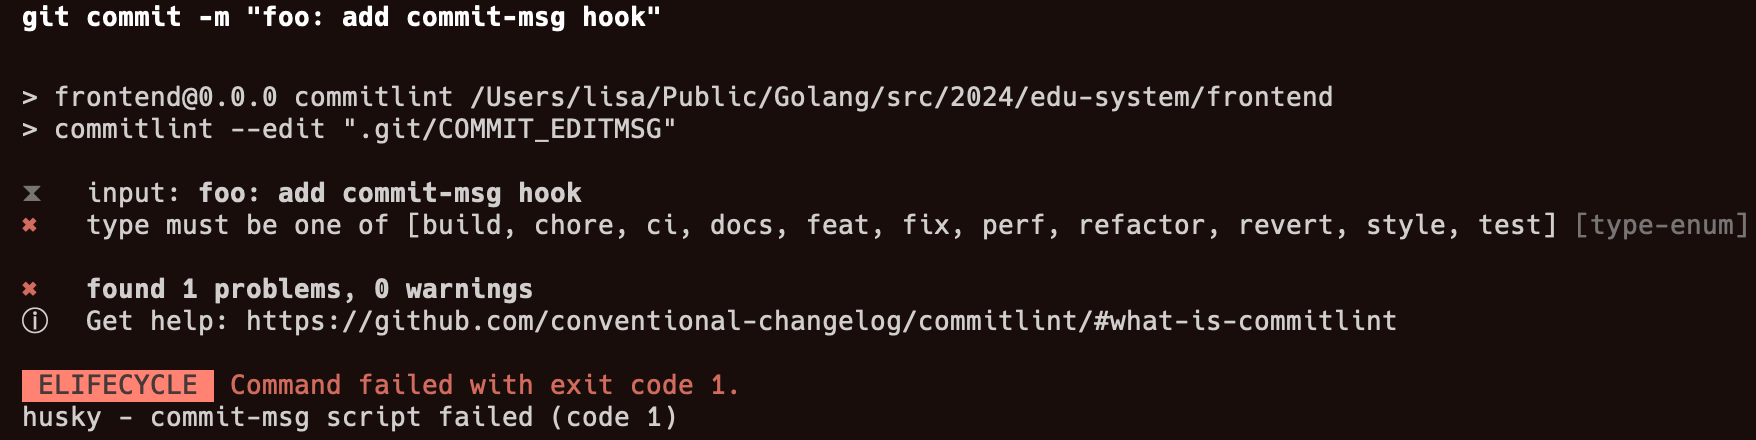 git commit -m "foo: add commit-msg hook"
> frontend@0.0.0 commitlint /Users/lisa/Public/Golang/src/2024/edu-system/frontend
> commitlint --edit ".git/COMMIT_EDITMSG"
⧗ input: foo: add commit-msg hook
✖ type must be one of [build, chore, ci, docs, feat, fix, perf, refactor, revert, style, test] [type-enum]
✖ found 1 problems, 0 warnings
ⓘ Get help: https://github.com/conventional-changelog/commitlint/#what-is-commitlint
ELIFECYCLE Command failed with exit code 1.
husky - commit-msg script failed (code 1)